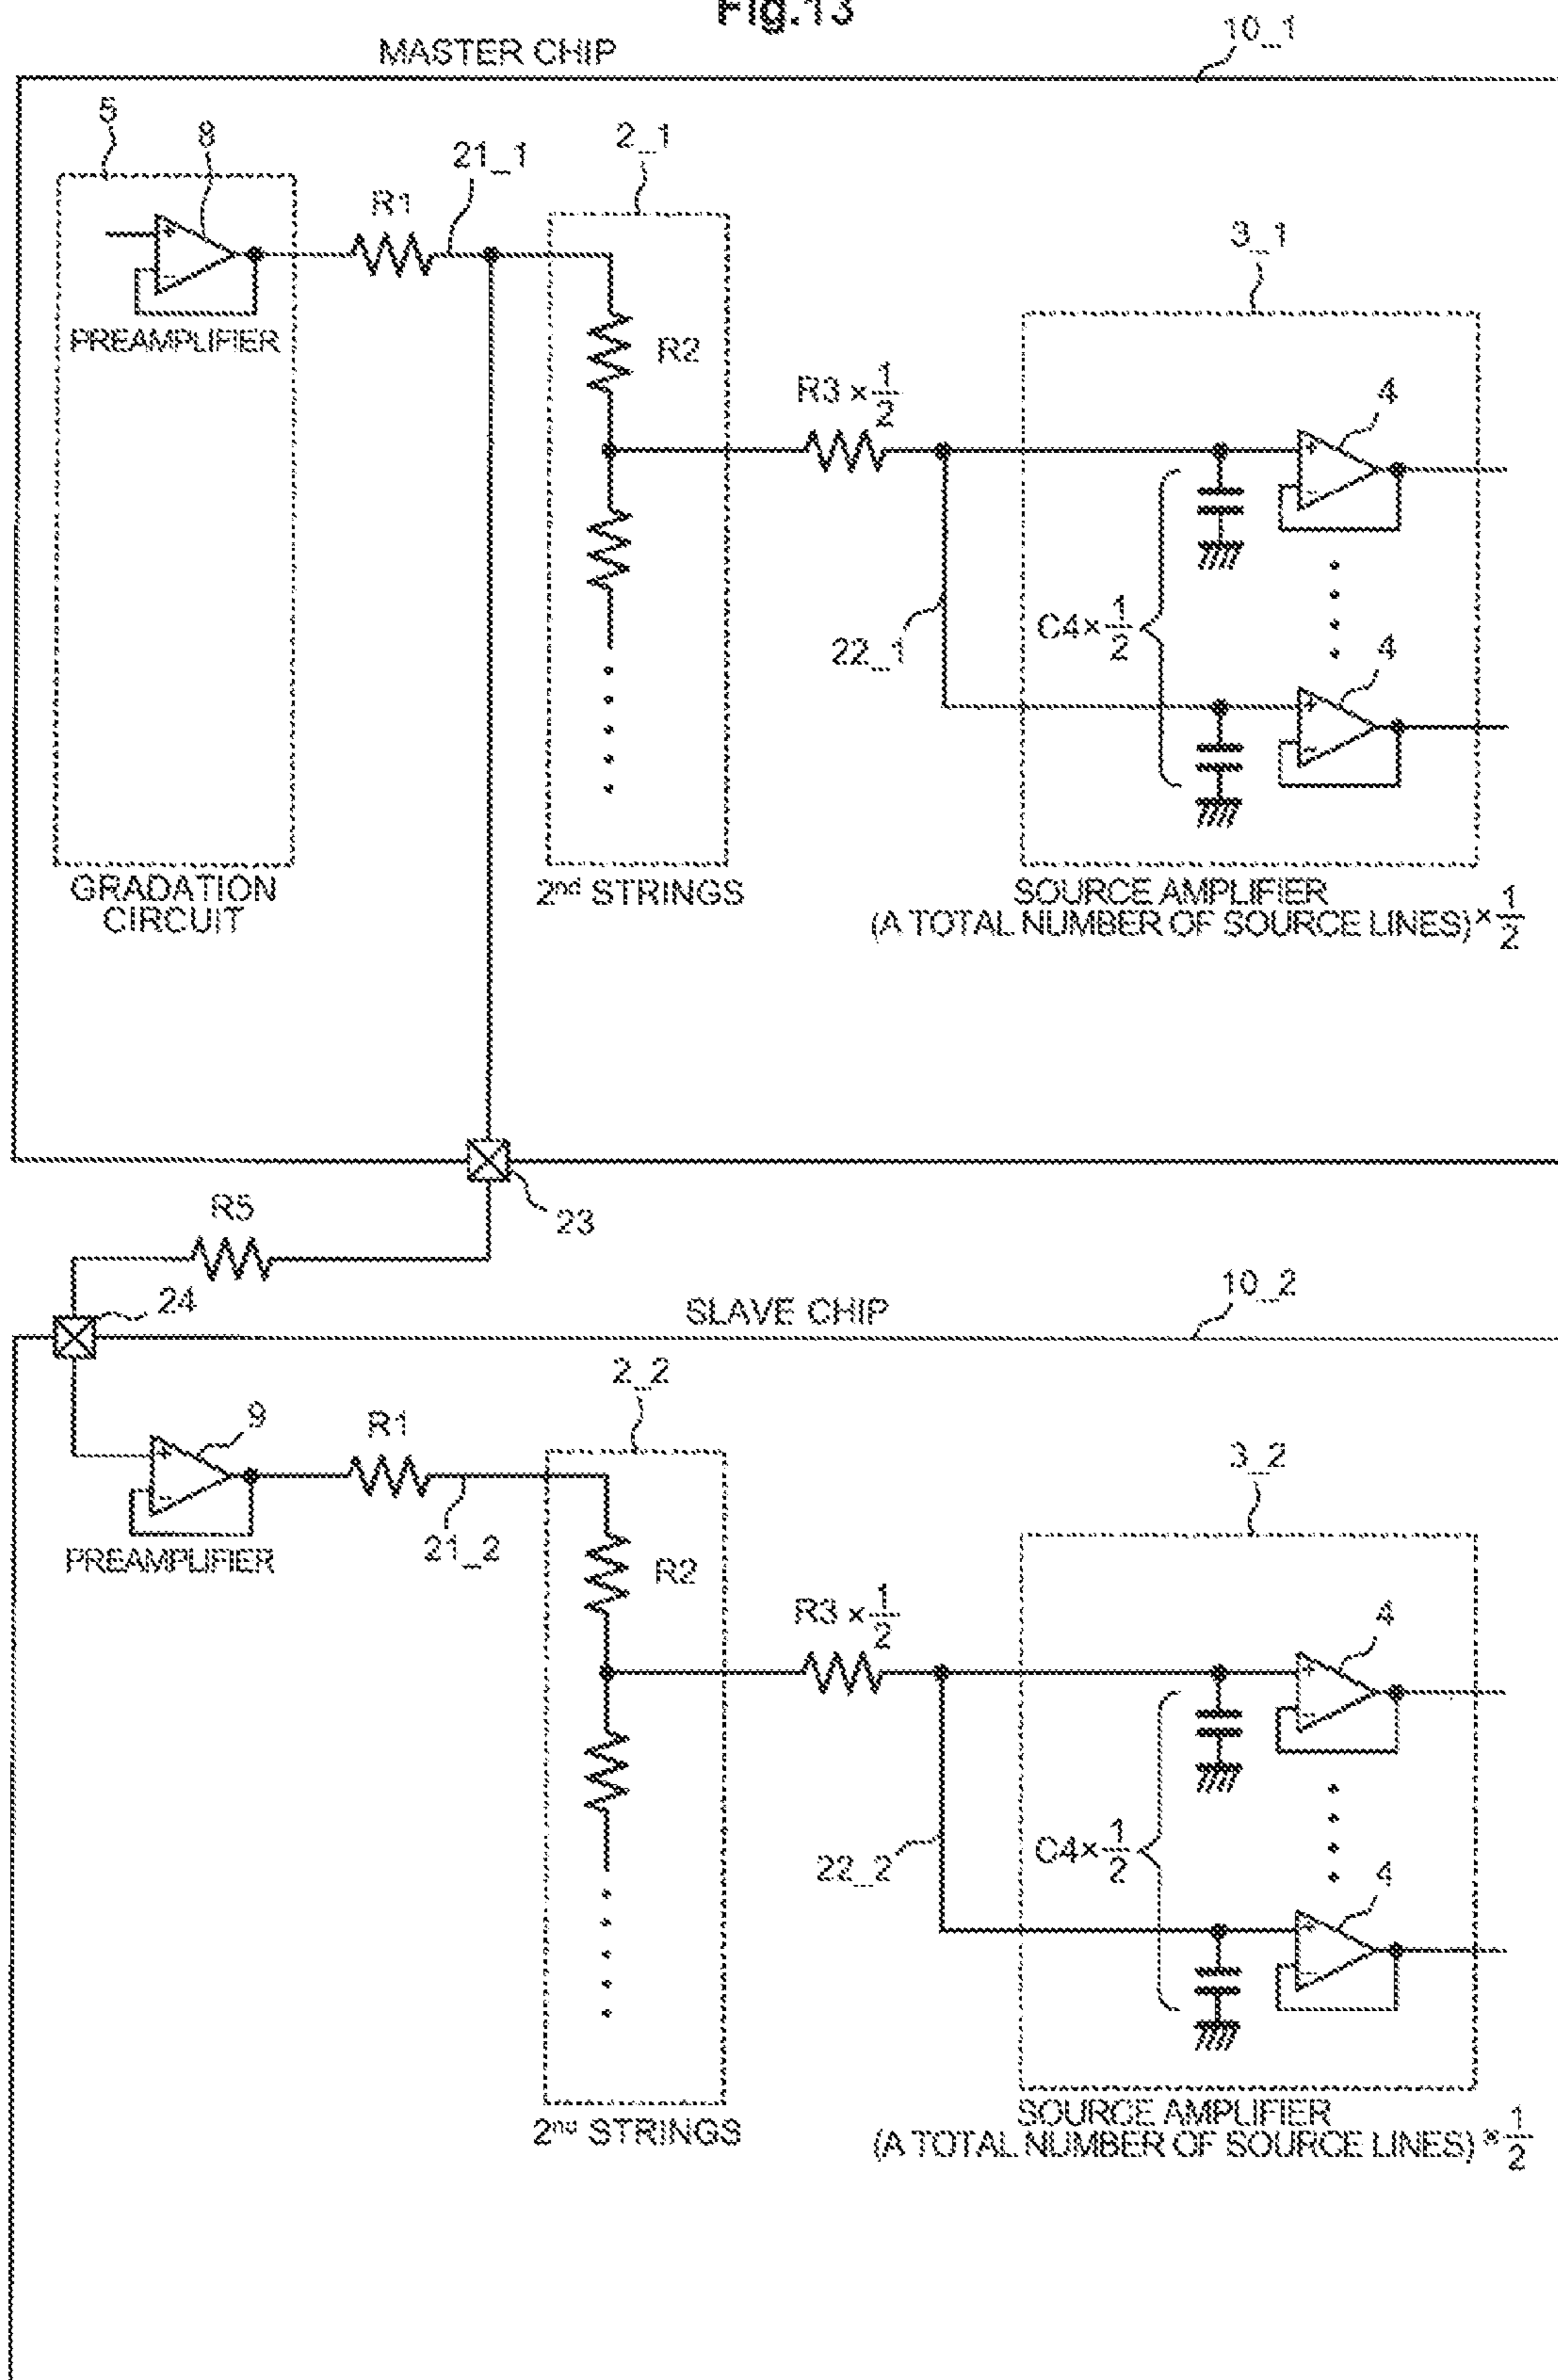 Fig.13
MASTER CHIP
10_1
5
8
21_1
2_1
R1
3_1
PREAMPLIFIER
R2
R3 × 1/2
4
C4× 1/2
22_1
4
GRADATION
CIRCUIT
2nd STRINGS
SOURCE AMPLIFIER
(A TOTAL NUMBER OF SOURCE LINES) × 1/2
R5
23
24
SLAVE CHIP
10_2
2_2
9
R1
3_2
21_2
PREAMPLIFIER
R2
R3 × 1/2
4
C4× 1/2
22_2
4
2nd STRINGS
SOURCE AMPLIFIER
(A TOTAL NUMBER OF SOURCE LINES) × 1/2